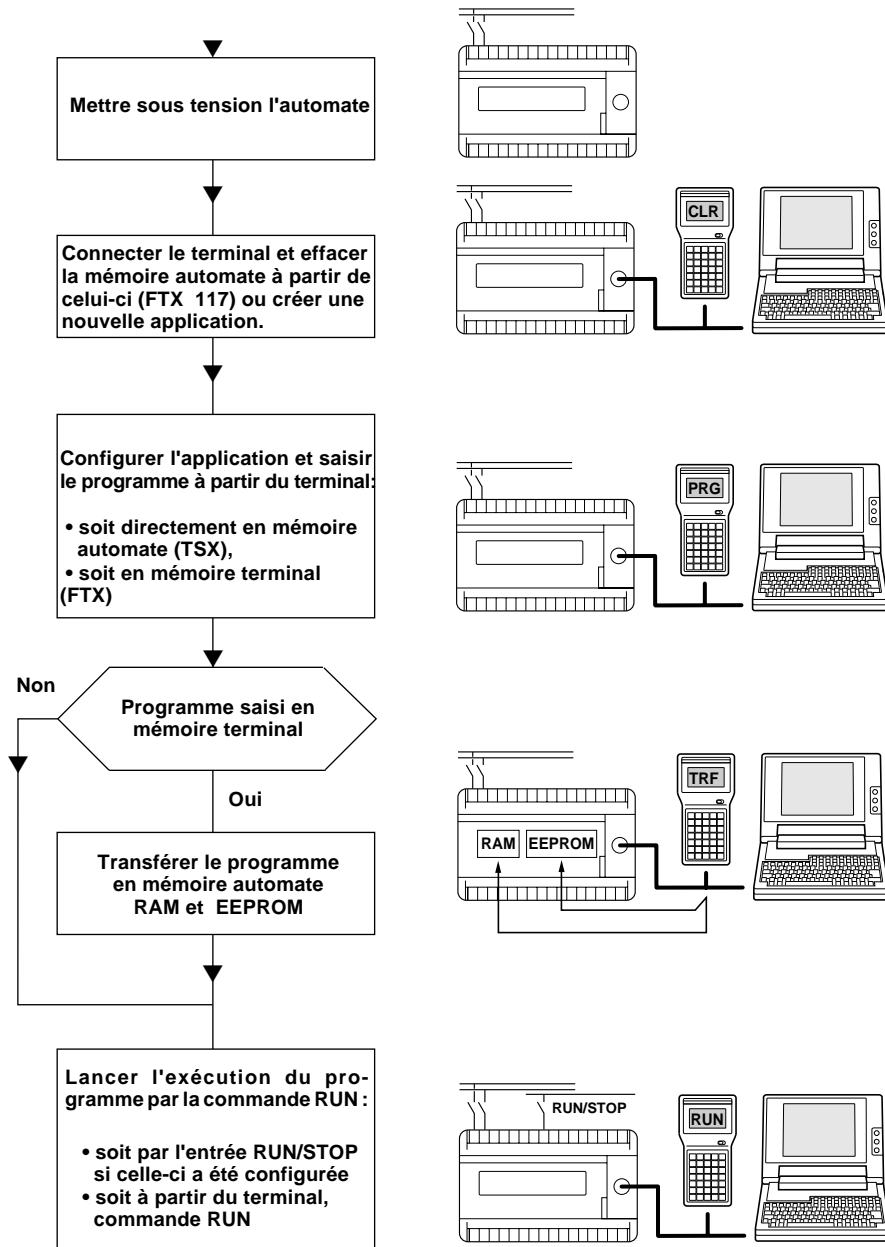 Mettre sous tension l'automate
CLR
Connecter le terminal et effacer
la mémoire automate à partir de
celui-ci (FTX 117) ou créer une
nouvelle application.
Configurer l'application et saisir
le programme à partir du terminal:
• soit directement en mémoire
automate (TSX),
• soit en mémoire terminal
(FTX)
PRG
Non
Programme saisi en
mémoire terminal
Oui
TRF
RAM EEPROM
Transférer le programme
en mémoire automate
RAM et EEPROM
Lancer l'exécution du pro-
gramme par la commande RUN :
• soit par l'entrée RUN/STOP
si celle-ci a été configurée
• soit à partir du terminal,
commande RUN
RUN/STOP
RUN